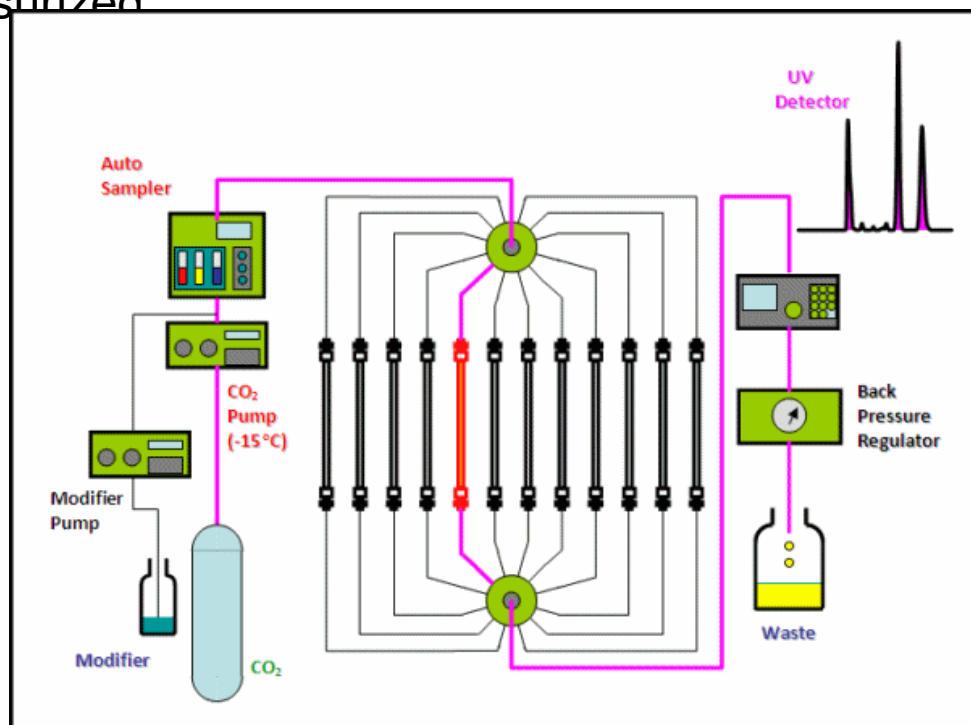 UV
Detector
Auto
Sampler
CO₂
Pump
(-15°C)
Back
Pressure
Regulator
Modifier
Pump
Waste
Modifier
CO₂